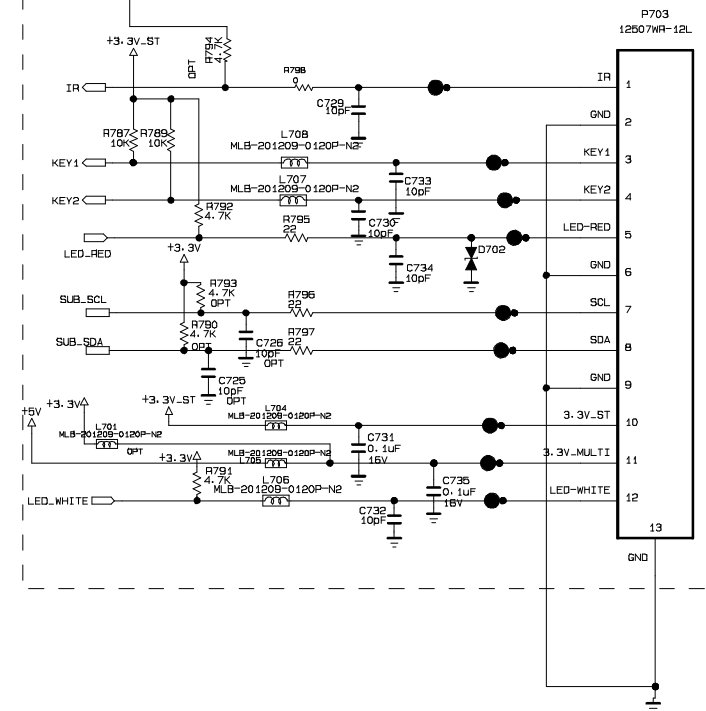 P703
12507WR-12L
+3.3V_ST
OPT
R794
4.7K
IR
R798
0
IR
1
C729
10pF
GND
2
R787
10K
R789
10K
L708
MLB-201209-0120P-N2
KEY1
KEY1
3
C733
10pF
L707
MLB-201209-0120P-N2
KEY2
KEY2
4
R792
4.7K
C730
10pF
R795
22
LED_RED
LED-RED
5
+3.3V
D702
C734
10pF
GND
6
R793
4.7K
OPT
SUB_SCL
R796
22
SCL
7
R790
4.7K
OPT
C726
10pF
OPT
SUB_SDA
R797
22
SDA
8
C725
10pF
OPT
GND
9
+3.3V
+3.3V_ST
+5V
L704
MLB-201209-0120P-N2
3.3V_ST
10
L701
MLB-201209-0120P-N2
OPT
C731
0.1uF
16V
+3.3V
MLB-201209-0120P-N2
L705
3.3V_MULTI
11
R791
4.7K
L706
MLB-201209-0120P-N2
C735
0.1uF
16V
LED_WHITE
LED-WHITE
12
C732
10pF
13
GND